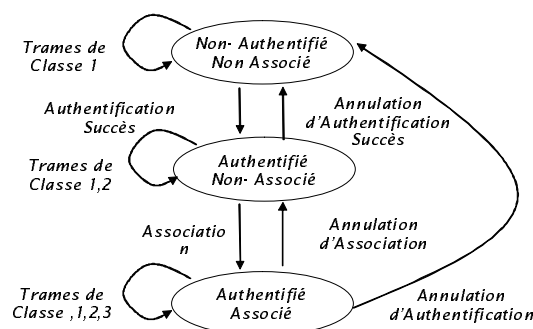 Trames de
Classe 1
Non- Authentifié
Non Associé
Authentification
Succès
Annulation
d'Authentification
Succès
Trames de
Classe 1,2
Authentifié
Non- Associé
Associatio
n
Annulation
d'Association
Trames de
Classe ,1,2,3
Authentifié
Associé
Annulation
d'Authentification